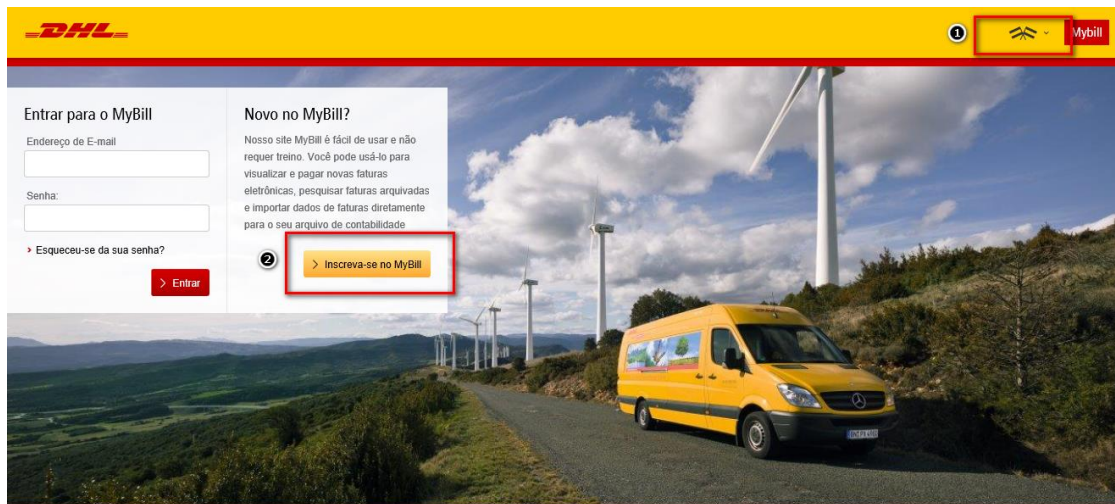 DHL
1
Mybill
Entrar para o MyBill
Endereço de E-mail
Senha:
> Esqueceu-se da sua senha?
> Entrar
Novo no MyBill?
Nosso site MyBill é fácil de usar e não
requer treino. Você pode usá-lo para
visualizar e pagar novas faturas
eletrônicas, pesquisar faturas arquivadas
e importar dados de faturas diretamente
para o seu arquivo de contabilidade
2
> Inscreva-se no MyBill